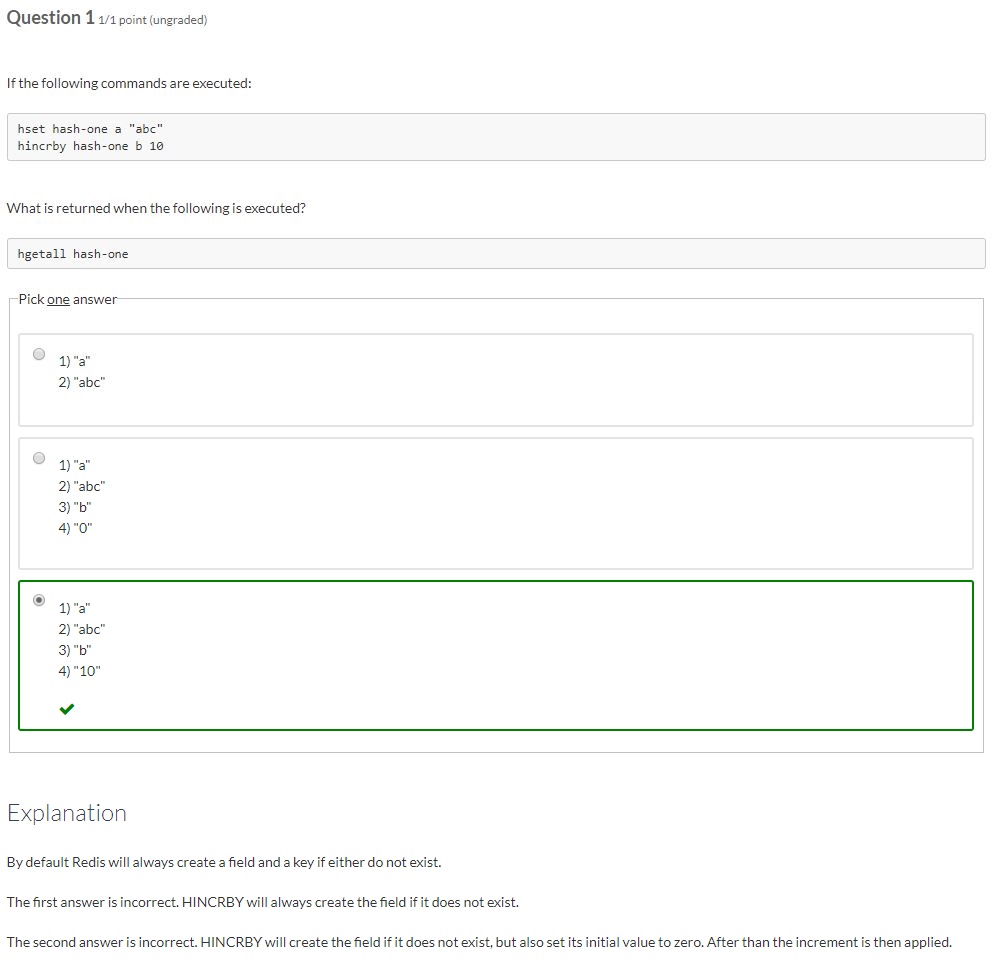 Question 1 1/1 point (ungraded)
If the following commands are executed:
hset hash-one a "abc"
hincrby hash-one b 10
What is returned when the following is executed?
hgetall hash-one
Pick one answer
1) "a"
2) "abc"
1) "a"
2) "abc"
3) "b"
4) "0"
1) "a"
2) "abc"
3) "b"
4) "10"
Explanation
By default Redis will always create a field and a key if either do not exist.
The first answer is incorrect. HINCRBY will always create the field if it does not exist.
The second answer is incorrect. HINCRBY will create the field if it does not exist, but also set its initial value to zero. After than the increment is then applied.